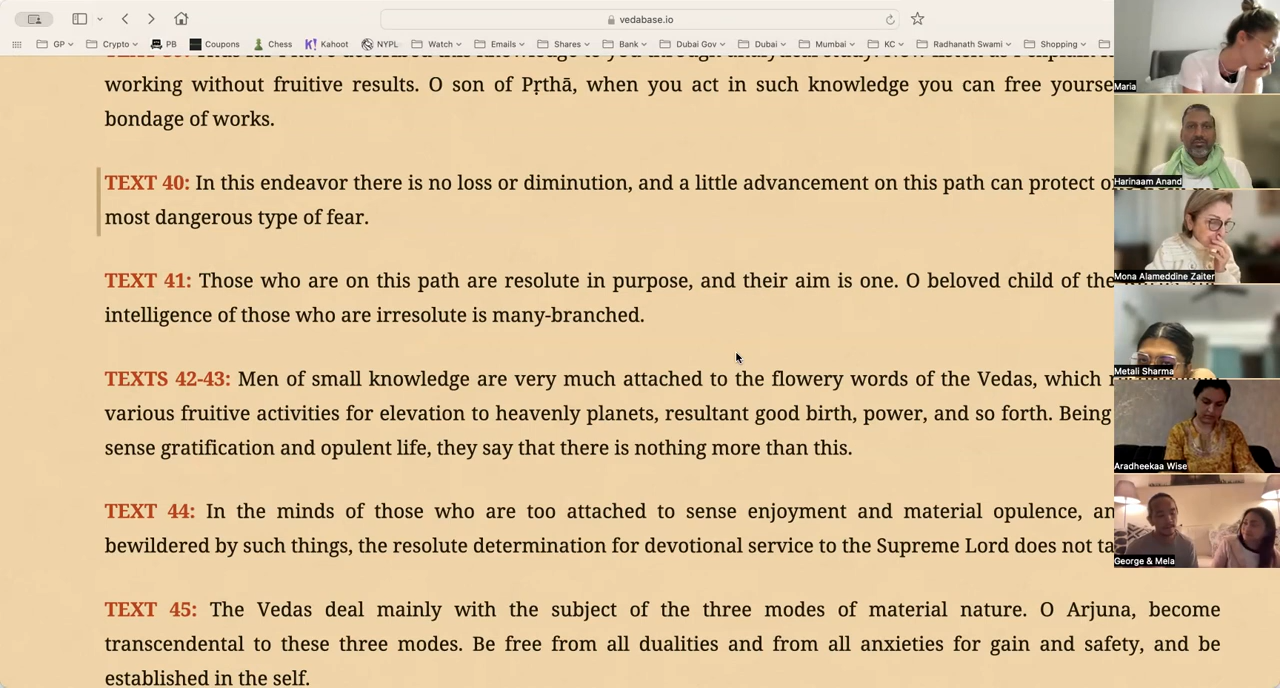 vedabase.io
GP Crypto PB Coupons Chess K! Kahoot NYPL Watch Emails Shares Bank Dubai Gov Dubai Mumbai KC Radhanath Swami Shopping
working without fruitive results. O son of Pṛthā, when you act in such knowledge you can free
bondage of works.
TEXT 40: In this endeavor there is no loss or diminution, and a little advancement on this path can protect
most dangerous type of fear.
TEXT 41: Those who are on this path are resolute in purpose, and their aim is one. O beloved child of the
intelligence of those who are irresolute is many-branched.
TEXTS 42-43: Men of small knowledge are very much attached to the flowery words of the Vedas, which
various fruitive activities for elevation to heavenly planets, resultant good birth, power, and so forth. Being
sense gratification and opulent life, they say that there is nothing more than this.
TEXT 44: In the minds of those who are too attached to sense enjoyment and material opulence,
bewildered by such things, the resolute determination for devotional service to the Supreme Lord does not
TEXT 45: The Vedas deal mainly with the subject of the three modes of material nature. O Arjuna, become
transcendental to these three modes. Be free from all dualities and from all anxieties for gain and safety, and be
established in the self.
Maria
Harinaam Anand
Mona Alameddine Zaiter
Metali Sharma
Aradheekaa Wise
George & Mela